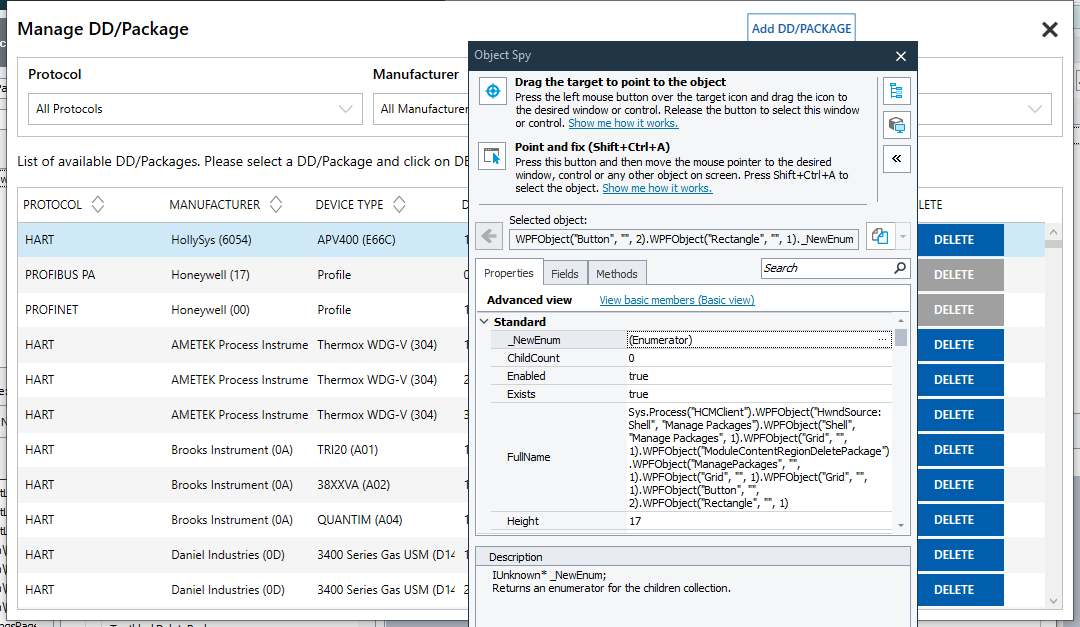 Manage DD/Package
Add DD/PACKAGE
Protocol
Manufacturer
All Protocols
All Manufacturer
List of available DD/Packages. Please select a DD/Package and click on DE
PROTOCOL
MANUFACTURER
DEVICE TYPE
LETE
HART
HollySys (6054)
APV400 (E66C)
DELETE
PROFIBUS PA
Honeywell (17)
Profile
DELETE
PROFINET
Honeywell (00)
Profile
DELETE
HART
AMETEK Process Instrume
Thermox WDG-V (304)
DELETE
HART
AMETEK Process Instrume
Thermox WDG-V (304)
DELETE
HART
AMETEK Process Instrume
Thermox WDG-V (304)
DELETE
HART
Brooks Instrument (0A)
TRI20 (A01)
DELETE
HART
Brooks Instrument (0A)
38XXVA (A02)
DELETE
HART
Brooks Instrument (0A)
QUANTIM (A04)
DELETE
HART
Daniel Industries (0D)
3400 Series Gas USM (D14
DELETE
HART
Daniel Industries (0D)
3400 Series Gas USM (D14
DELETE
Object Spy
Drag the target to point to the object
Press the left mouse button over the target icon and drag the icon to
the desired window or control. Release the button to select this window
or control. Show me how it works.
Point and fix (Shift+Ctrl+A)
Press this button and then move the mouse pointer to the desired
window, control or any other object on screen. Press Shift+Ctrl+A to
select the object. Show me how it works.
Selected object:
WPFObject("Button", "", 2).WPFObject("Rectangle", "", 1)._NewEnum
Properties
Fields
Methods
Search
Advanced view
View basic members (Basic view)
Standard
_NewEnum
(Enumerator)
...
ChildCount
0
Enabled
true
Exists
true
FullName
Sys.Process("HCMClient").WPFObject("HwndSource:
Shell", "Manage Packages").WPFObject("Shell",
"Manage Packages", 1).WPFObject("Grid", "",
1).WPFObject("ModuleContentRegionDeletePackage")
.WPFObject("ManagePackages", "",
1).WPFObject("Grid", "", 1).WPFObject("Grid", "",
1).WPFObject("Button", "",
2).WPFObject("Rectangle", "", 1)
Height
17
Description
IUnknown* _NewEnum;
Returns an enumerator for the children collection.